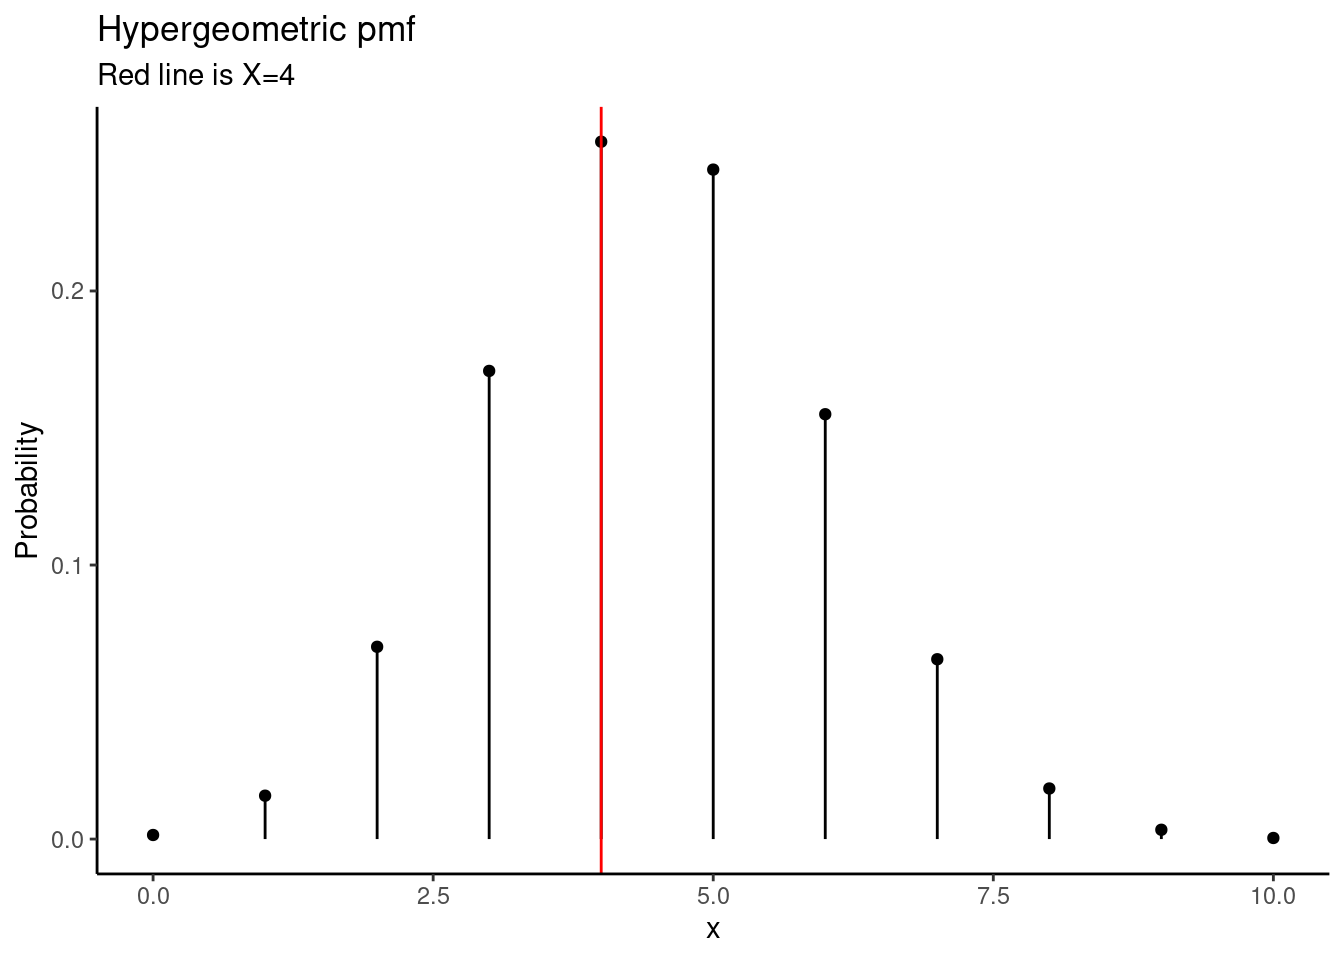 Hypergeometric pmf
Red line is X=4
Probability
0.2
0.1
0.0
0.0 2.5 5.0 7.5 10.0
x